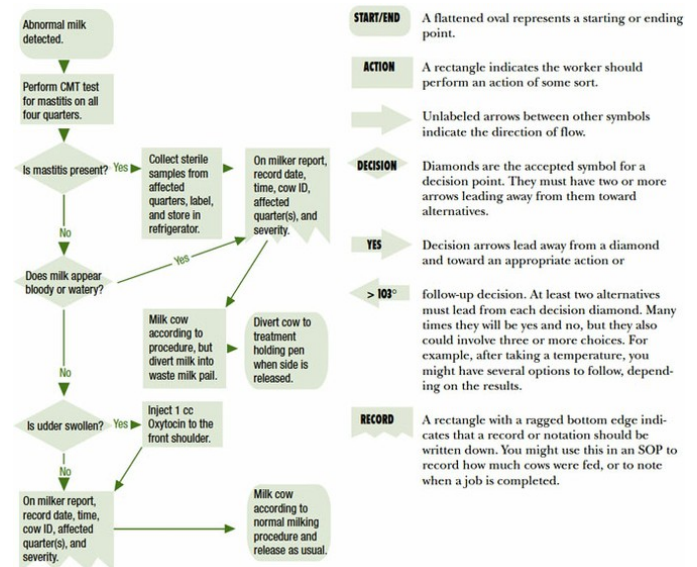 Abnormal milk
detected.
Perform CMT test
for mastitis on all
four quarters.
Is mastitis present?
Yes
Collect sterile
samples from
affected
quarters, label,
and store in
refrigerator.
On milker report,
record date,
time, cow ID,
affected
quarter(s), and
severity.
No
Does milk appear
bloody or watery?
Yes
Milk cow
according to
procedure, but
divert milk into
waste milk pail.
Divert cow to
treatment
holding pen
when side is
released.
No
Is udder swollen?
Yes
Inject 1 cc
Oxytocin to the
front shoulder.
No
On milker report,
record date, time,
cow ID, affected
quarter(s), and
severity.
Milk cow
according to
normal milking
procedure and
release as usual.
START/END
A flattened oval represents a starting or ending
point.
ACTION
A rectangle indicates the worker should
perform an action of some sort.
Unlabeled arrows between other symbols
indicate the direction of flow.
DECISION
Diamonds are the accepted symbol for a
decision point. They must have two or more
arrows leading away from them toward
alternatives.
YES
Decision arrows lead away from a diamond
and toward an appropriate action or
> 103°
follow-up decision. At least two alternatives
must lead from each decision diamond. Many
times they will be yes and no, but they also
could involve three or more choices. For
example, after taking a temperature, you
might have several options to follow, depend-
ing on the results.
RECORD
A rectangle with a ragged bottom edge indi-
cates that a record or notation should be
written down. You might use this in an SOP to
record how much cows were fed, or to note
when a job is completed.